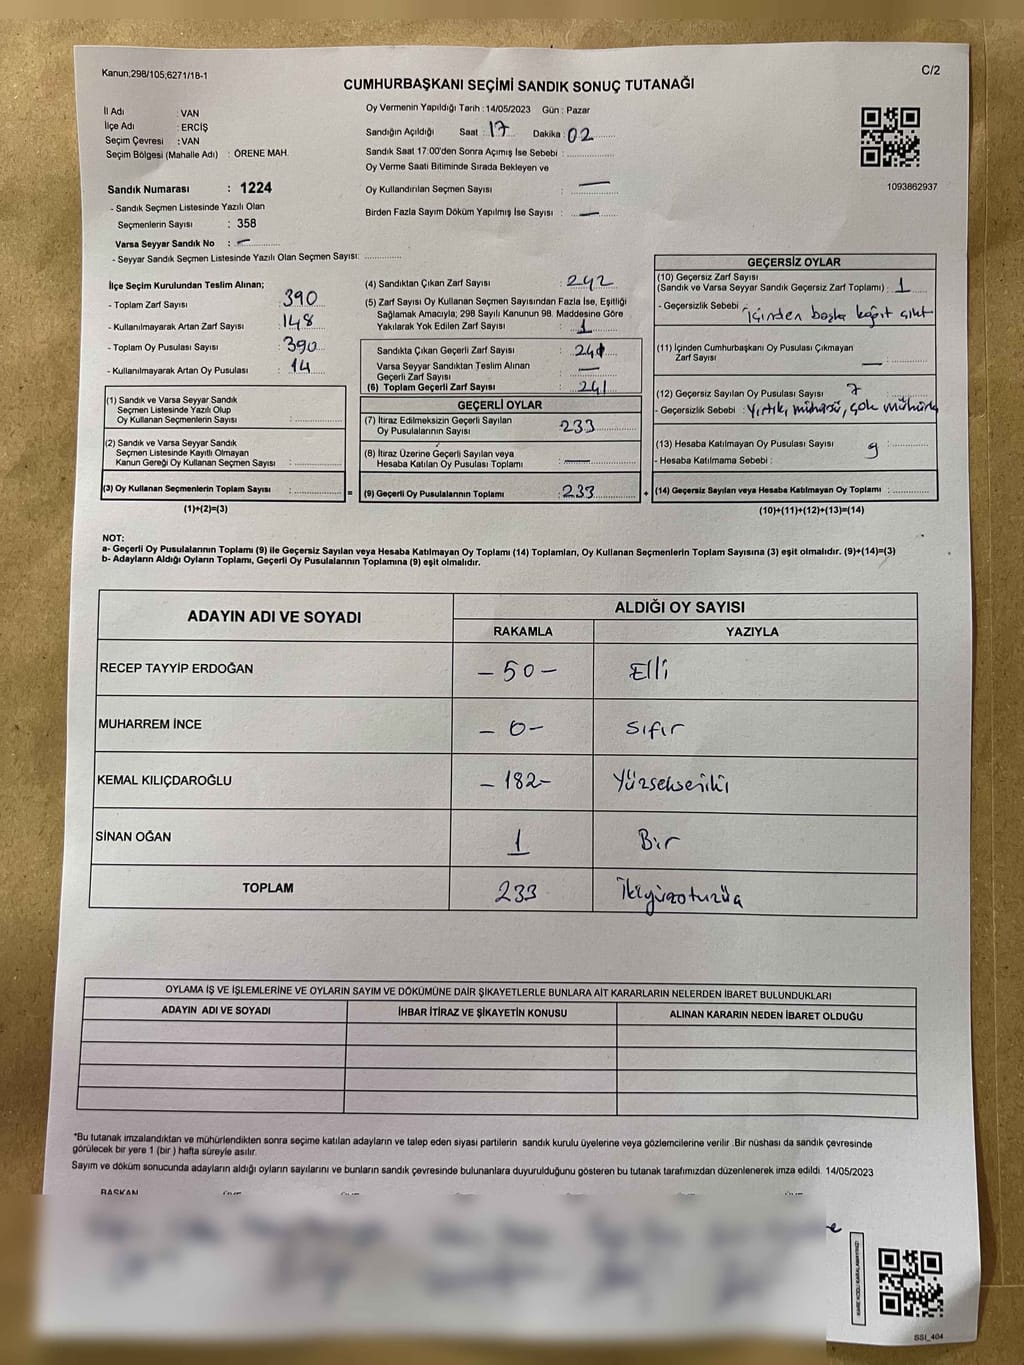 Kanun,298/105,6271/18-1
C/2
CUMHURBAŞKANI SEÇİMİ SANDIK SONUÇ TUTANAĞI
İl Adı : VAN
İlçe Adı : ERCİŞ
Seçim Çevresi : VAN
Seçim Bölgesi (Mahalle Adı) : ÖRENE MAH.
Oy Vermenin Yapıldığı Tarih : 14/05/2023 Gün : Pazar
Sandığın Açıldığı Saat : 17 Dakika : 02
Sandık Saat 17:00'den Sonra Açımış İse Sebebi :
Oy Verme Saati Bitiminde Sırada Bekleyen ve
Oy Kullandırılan Seçmen Sayısı : —
Birden Fazla Sayım Döküm Yapılmış İse Sayısı : —
1093862937
Sandık Numarası : 1224
- Sandık Seçmen Listesinde Yazılı Olan
Seçmenlerin Sayısı : 358
Varsa Seyyar Sandık No : —
- Seyyar Sandık Seçmen Listesinde Yazılı Olan Seçmen Sayısı:
İlçe Seçim Kurulundan Teslim Alınan;
- Toplam Zarf Sayısı : 390
- Kullanılmayarak Artan Zarf Sayısı : 148
- Toplam Oy Pusulası Sayısı : 390
- Kullanılmayarak Artan Oy Pusulası : 14
(1) Sandık ve Varsa Seyyar Sandık
Seçmen Listesinde Yazılı Olup
Oy Kullanan Seçmenlerin Sayısı :
(2) Sandık ve Varsa Seyyar Sandık
Seçmen Listesinde Kayıtlı Olmayan
Kanun Gereği Oy Kullanan Seçmen Sayısı :
(3) Oy Kullanan Seçmenlerin Toplam Sayısı :
(1)+(2)=(3)
(4) Sandıktan Çıkan Zarf Sayısı : 242
(5) Zarf Sayısı Oy Kullanan Seçmen Sayısından Fazla İse, Eşitliği
Sağlamak Amacıyla; 298 Sayılı Kanunun 98. Maddesine Göre
Yakılarak Yok Edilen Zarf Sayısı : 1
Sandıkta Çıkan Geçerli Zarf Sayısı : 241
Varsa Seyyar Sandıktan Teslim Alınan
Geçerli Zarf Sayısı : —
(6) Toplam Geçerli Zarf Sayısı : 241
GEÇERLİ OYLAR
(7) İtiraz Edilmeksizin Geçerli Sayılan
Oy Pusulalarının Sayısı : 233
(8) İtiraz Üzerine Geçerli Sayılan veya
Hesaba Katılan Oy Pusulası Toplamı : —
= (9) Geçerli Oy Pusulalarının Toplamı : 233
GEÇERSİZ OYLAR
(10) Geçersiz Zarf Sayısı
(Sandık ve Varsa Seyyar Sandık Geçersiz Zarf Toplamı) : 1
- Geçersizlik Sebebi : içinden başka kağıt çıktı
(11) İçinden Cumhurbaşkanı Oy Pusulası Çıkmayan
Zarf Sayısı : —
(12) Geçersiz Sayılan Oy Pusulası Sayısı : 7
- Geçersizlik Sebebi : Yırtık, çok
(13) Hesaba Katılmayan Oy Pusulası Sayısı : 9
- Hesaba Katılmama Sebebi :
+ (14) Geçersiz Sayılan veya Hesaba Katılmayan Oy Toplamı :
(10)+(11)+(12)+(13)=(14)
NOT:
a- Geçerli Oy Pusulalarının Toplamı (9) ile Geçersiz Sayılan veya Hesaba Katılmayan Oy Toplamı (14) Toplamları, Oy Kullanan Seçmenlerin Toplam Sayısına (3) eşit olmalıdır. (9)+(14)=(3)
b- Adayların Aldığı Oyların Toplamı, Geçerli Oy Pusulalarının Toplamına (9) eşit olmalıdır.
ADAYIN ADI VE SOYADI
ALDIĞI OY SAYISI
RAKAMLA YAZIYLA
RECEP TAYYİP ERDOĞAN – 50 – Elli
MUHARREM İNCE – 0 – Sıfır
KEMAL KILIÇDAROĞLU – 182 – Yüzsekseniki
SİNAN OĞAN 1 Bir
TOPLAM 233 İkiyüzotuzüç
OYLAMA İŞ VE İŞLEMLERİNE VE OYLARIN SAYIM VE DÖKÜMÜNE DAİR ŞİKAYETLERLE BUNLARA AİT KARARLARIN NELERDEN İBARET BULUNDUKLARI
ADAYIN ADI VE SOYADI İHBAR İTİRAZ VE ŞİKAYETİN KONUSU ALINAN KARARIN NEDEN İBARET OLDUĞU
*Bu tutanak imzalandıktan ve mühürlendikten sonra seçime katılan adayların ve talep eden siyasi partilerin sandık kurulu üyelerine veya gözlemcilerine verilir .Bir nüshası da sandık çevresinde
görülecek bir yere 1 (bir ) hafta süreyle asılır.
Sayım ve döküm sonucunda adayların aldığı oyların sayılarını ve bunların sandık çevresinde bulunanlara duyurulduğunu gösteren bu tutanak tarafımızdan düzenlenerek imza edildi. 14/05/2023
BAŞKAN
SSI_404